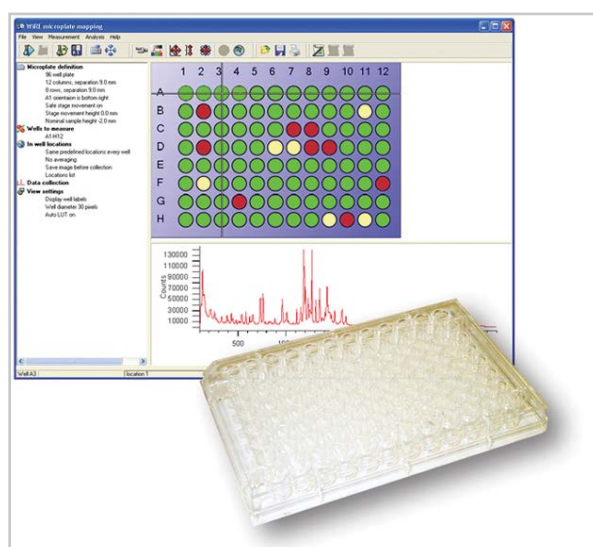 WiRE microplate mapping
File View Measurement Analysis Help
Microplate definition
96 well plate
12 columns, separation 9.0 mm
8 rows, separation 9.0 mm
A1 orientation is bottom right
Safe stage movement on
Stage movement height 0.0 mm
Nominal sample height -2.0 mm
Wells to measure
A1-H12
In well locations
Same predefined locations every well
No averaging
Save image before collection
Locations list
Data collection
View settings
Display well labels
Well diameter 30 pixels
Auto LUT on
1 2 3 4 5 6 7 8 9 10 11 12
A
B
C
D
E
F
G
H
130000
110000
90000
70000
50000
30000
10000
Counts
500
Well A3
location 1